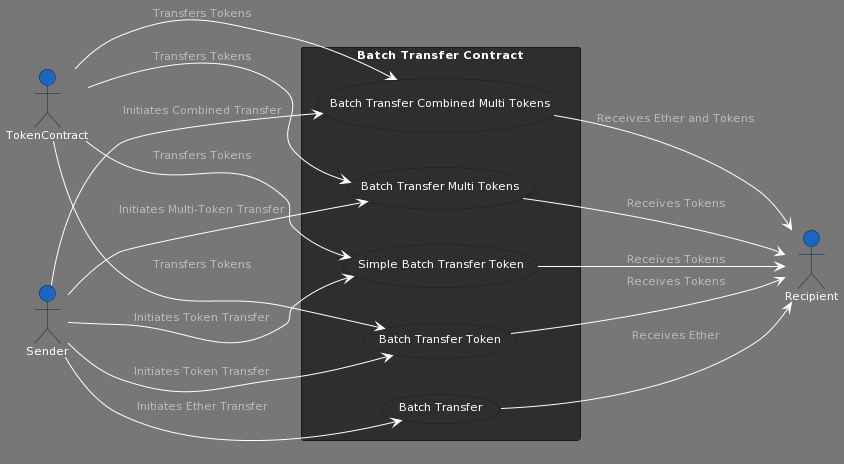 Transfers Tokens
Batch Transfer Contract
Transfers Tokens
Batch Transfer Combined Multi Tokens
Initiates Combined Transfer
Receives Ether and Tokens
TokenContract
Transfers Tokens
Batch Transfer Multi Tokens
Receives Tokens
Initiates Multi-Token Transfer
Receives Tokens
Transfers Tokens
Simple Batch Transfer Token
Receives Tokens
Recipient
Initiates Token Transfer
Receives Ether
Batch Transfer Token
Sender
Initiates Token Transfer
Initiates Ether Transfer
Batch Transfer